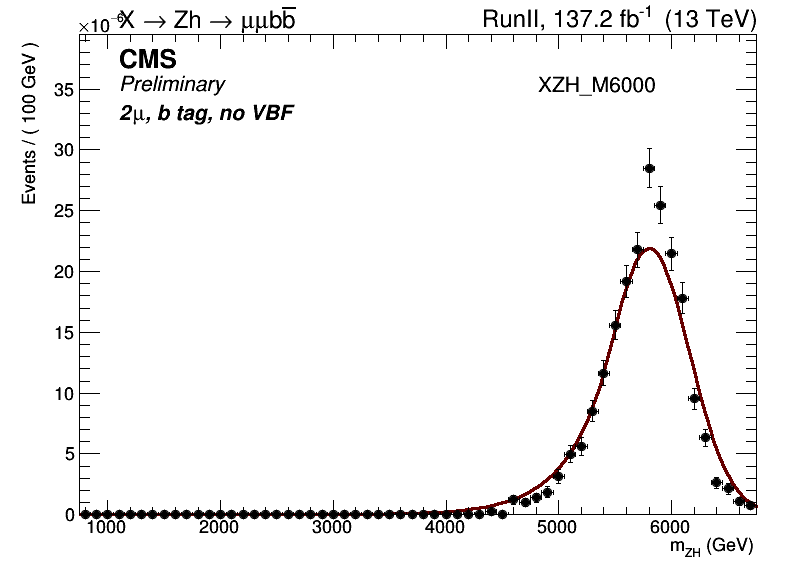 ×10⁻⁶ X → Zh → μμbb̅ RunII, 137.2 fb⁻¹ (13 TeV)
CMS
Preliminary
XZH_M6000
2μ, b tag, no VBF
Events / ( 100 GeV )
35
30
25
20
15
10
5
0
1000 2000 3000 4000 5000 6000
m_ZH (GeV)